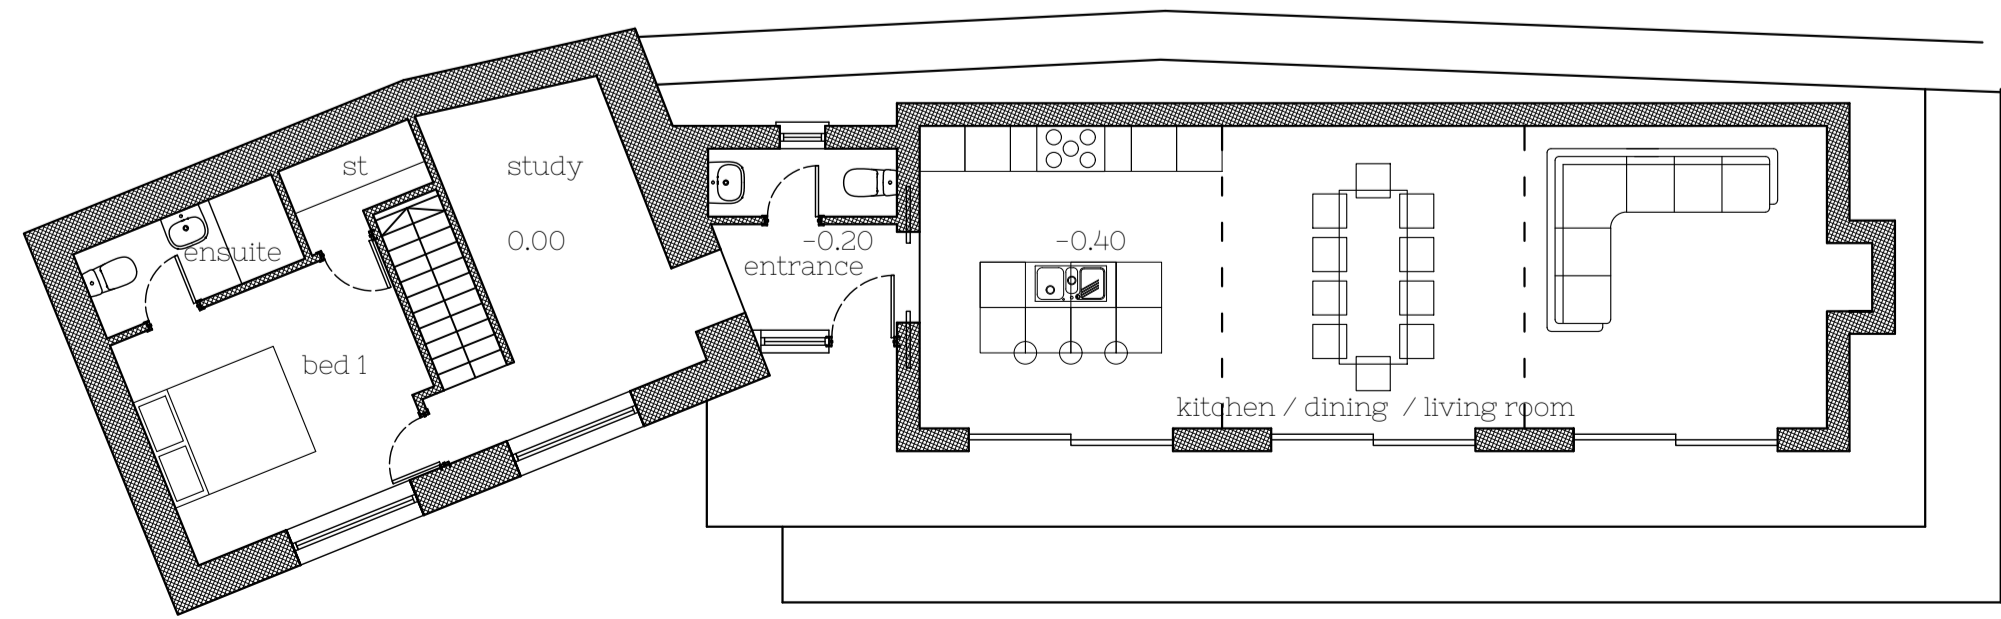 st
study
ensuite
0.00
-0.20
entrance
-0.40
bed 1
kitchen / dining / living room